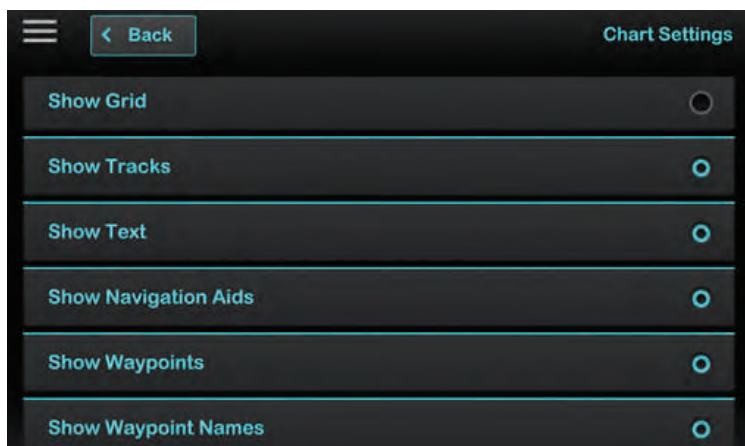 Back
Chart Settings
Show Grid
Show Tracks
Show Text
Show Navigation Aids
Show Waypoints
Show Waypoint Names